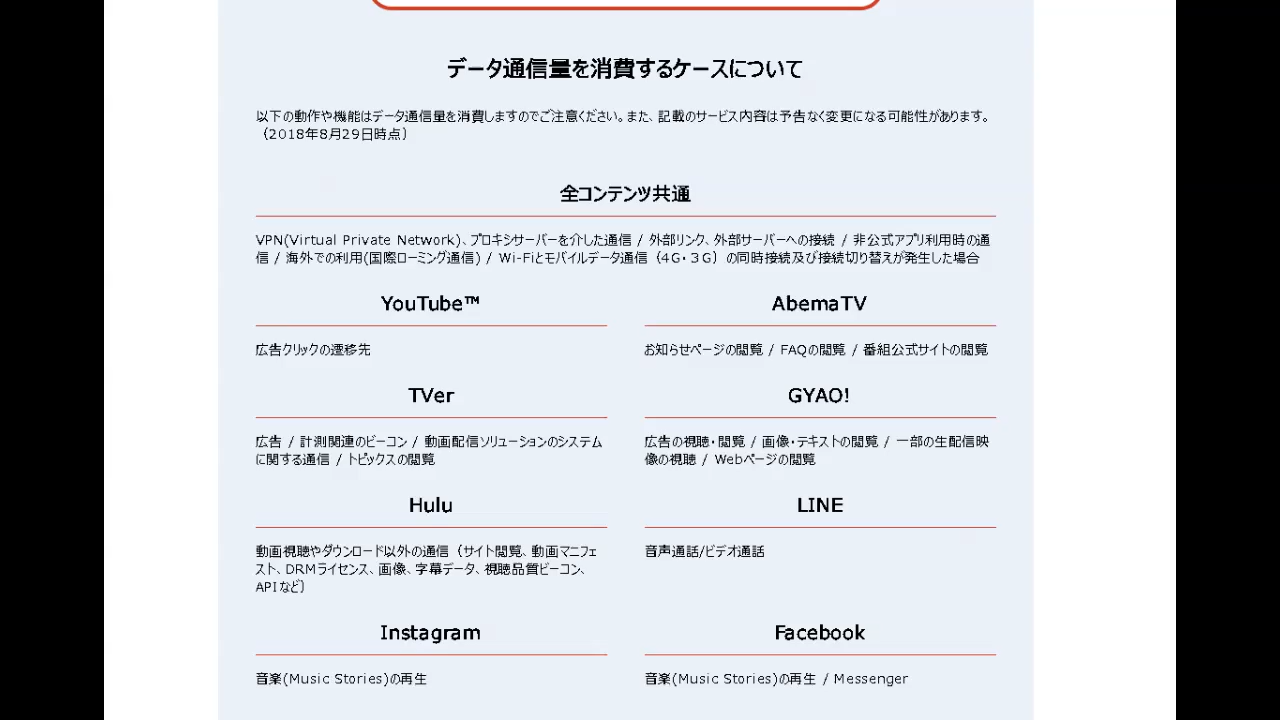 データ通信量を消費するケースについて
以下の動作や機能はデータ通信量を消費しますのでご注意ください。また、記載のサービス内容は予告なく変更になる可能性があります。
（2018年8月29日時点）
全コンテンツ共通
VPN(Virtual Private Network)、プロキシサーバーを介した通信 / 外部リンク、外部サーバーへの接続 / 非公式アプリ利用時の通
信 / 海外での利用(国際ローミング通信) / Wi-Fiとモバイルデータ通信（4G・3G）の同時接続及び接続切り替えが発生した場合
YouTube™
広告クリックの遷移先
AbemaTV
お知らせページの閲覧 / FAQの閲覧 / 番組公式サイトの閲覧
TVer
広告 / 計測関連のビーコン / 動画配信ソリューションのシステム
に関する通信 / トピックスの閲覧
GYAO!
広告の視聴・閲覧 / 画像・テキストの閲覧 / 一部の生配信映
像の視聴 / Webページの閲覧
Hulu
動画視聴やダウンロード以外の通信（サイト閲覧、動画マニフェ
スト、DRMライセンス、画像、字幕データ、視聴品質ビーコン、
APIなど）
LINE
音声通話/ビデオ通話
Instagram
音楽(Music Stories)の再生
Facebook
音楽(Music Stories)の再生 / Messenger